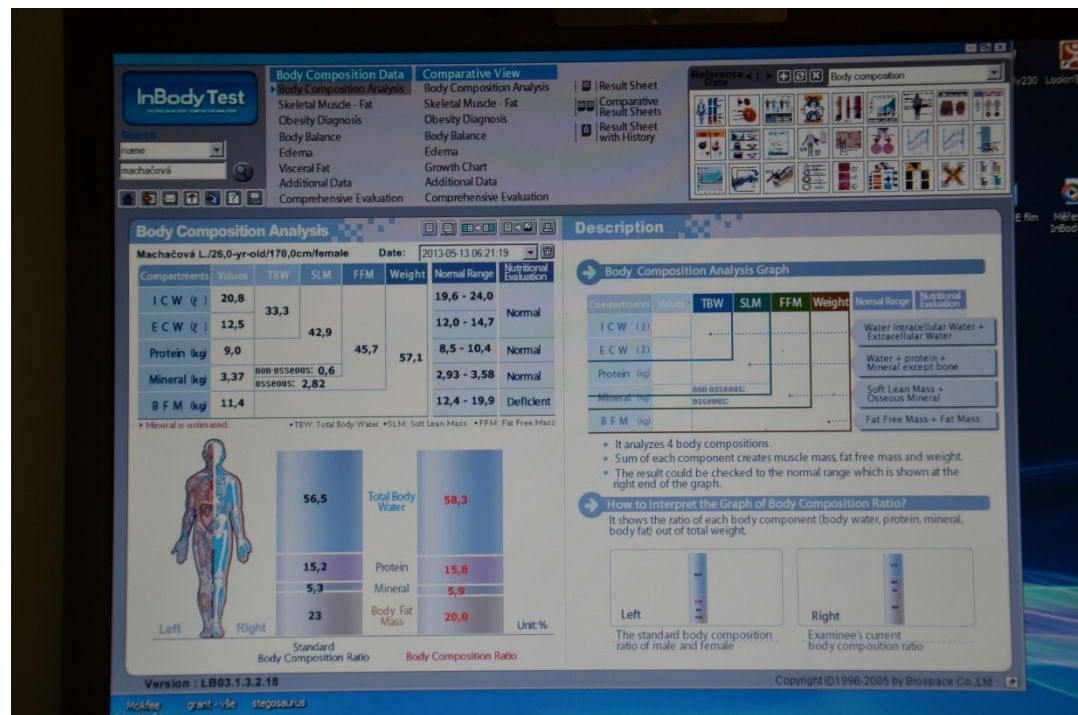 InBody Test
Search
name
machačová
Body Composition Data
Body Composition Analysis
Skeletal Muscle - Fat
Obesity Diagnosis
Body Balance
Edema
Visceral Fat
Additional Data
Comprehensive Evaluation
Comparative View
Body Composition Analysis
Skeletal Muscle - Fat
Obesity Diagnosis
Body Balance
Edema
Growth Chart
Additional Data
Comprehensive Evaluation
Result Sheet
Comparative
Result Sheets
Result Sheet
with History
Reference
Data
1
Body composition
Body Composition Analysis
Machačová L./26,0-yr-old/170,0cm/female Date: 2013-05-13 06:21:19
Compartments Values TBW SLM FFM Weight Normal Range Nutritional Evaluation
ICW (ℓ) 20,8 19,6 - 24,0
33,3 Normal
ECW (ℓ) 12,5 12,0 - 14,7
42,9
Protein (kg) 9,0 45,7 8,5 - 10,4 Normal
57,1
Mineral (kg) 3,37 non-osseous: 0,6 2,93 - 3,58 Normal
osseous: 2,82
BFM (kg) 11,4 12,4 - 19,9 Deficient
Mineral is estimated. •TBW: Total Body Water •SLM: Soft Lean Mass •FFM: Fat Free Mass
56,5 Total Body Water 58,3
15,2 Protein 15,8
5,3 Mineral 5,9
23 Body Fat Mass 20,0
Unit:%
Left Right
Standard
Body Composition Ratio
Body Composition Ratio
Description
Body Composition Analysis Graph
Compartments Values TBW SLM FFM Weight Normal Range Nutritional Evaluation
ICW (ℓ)
ECW (ℓ)
Protein (kg)
Mineral (kg)
non-osseous:
osseous:
BFM (kg)
Water Intracellular Water +
Extracellular Water
Water + protein +
Mineral except bone
Soft Lean Mass +
Osseous Mineral
Fat Free Mass + Fat Mass
• It analyzes 4 body compositions
• Sum of each component creates muscle mass, fat free mass and weight.
• The result could be checked to the normal range which is shown at the
right end of the graph.
How to interpret the Graph of Body Composition Ratio?
It shows the ratio of each body component (body water, protein, mineral,
body fat) out of total weight.
Left
The standard body composition
ratio of male and female
Right
Examinee's current
body composition ratio
Version : LB03.1.3.2.18
Copyright©1996-2005 by Biospace Co.,Ltd
McAfee grant - vše stegosaurus
E film